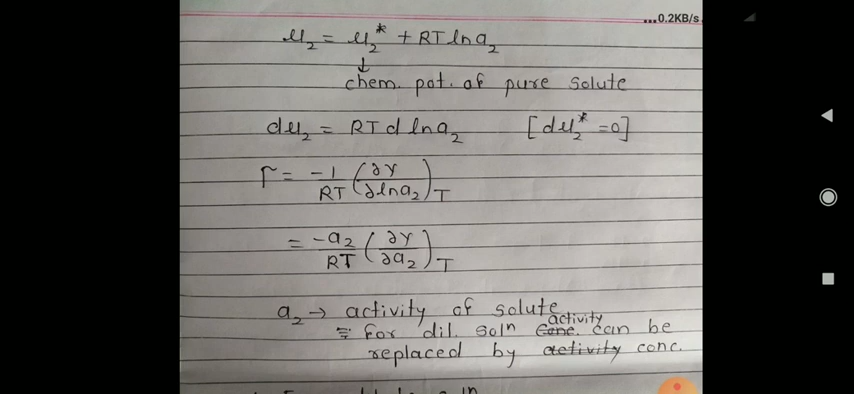 ...0.2KB/s
μ₂ = μ₂* + RT ln a₂
↓
chem. pot. of pure solute
dμ₂ = RT d ln a₂ [dμ₂* = 0]
Γ = -1/RT (∂γ/∂ln a₂)_T
= -a₂/RT (∂γ/∂a₂)_T
a₂ → activity of solute
activity
= for dil. soln Conc. can be
replaced by activity conc.